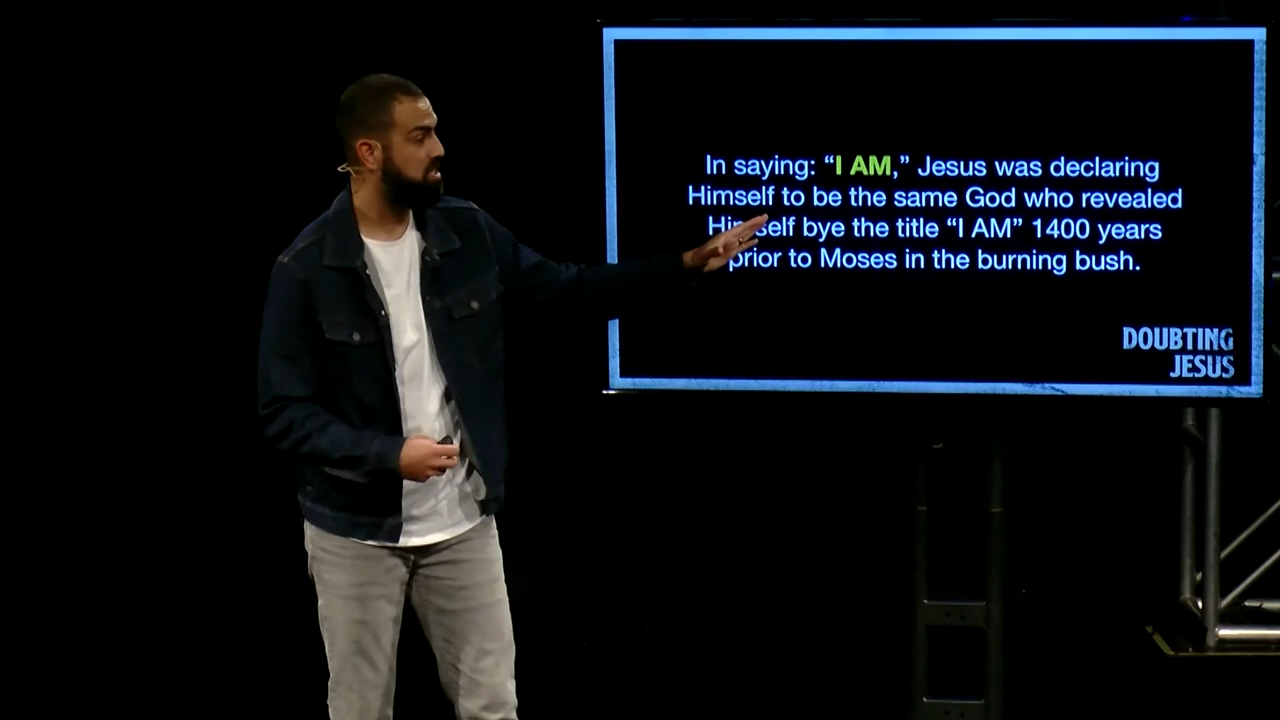 In saying: “I AM,” Jesus was declaring
Himself to be the same God who revealed
Himself bye the title “I AM” 1400 years
prior to Moses in the burning bush.
DOUBTING
JESUS